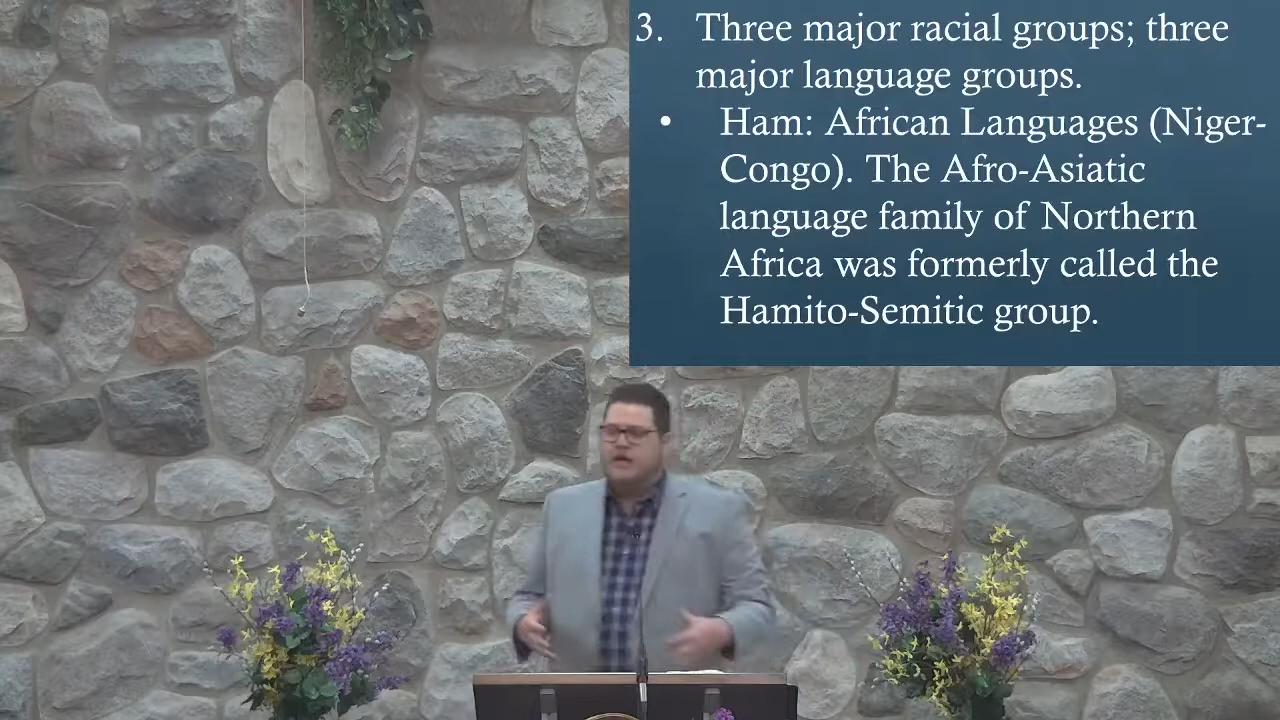 3. Three major racial groups; three
major language groups.
• Ham: African Languages (Niger-
Congo). The Afro-Asiatic
language family of Northern
Africa was formerly called the
Hamito-Semitic group.